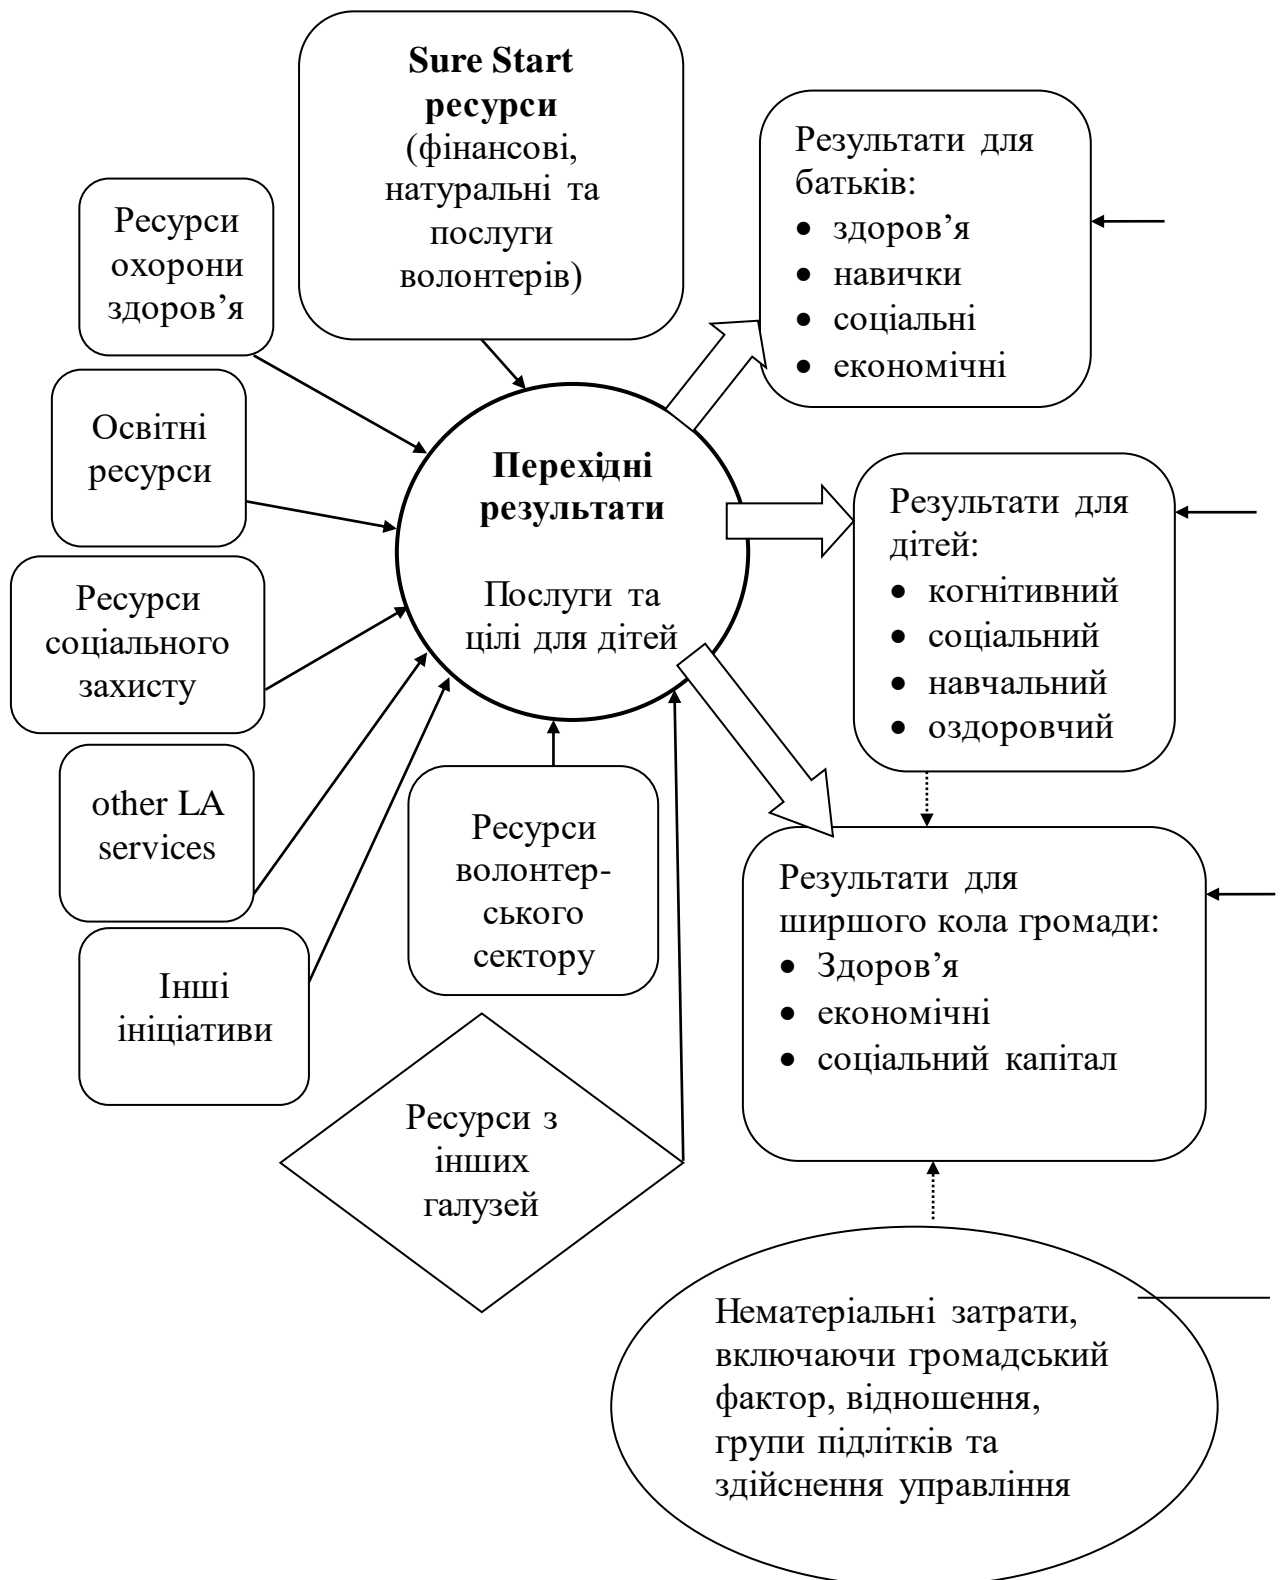 Sure Start
ресурси
(фінансові,
натуральні та
послуги
волонтерів)
Результати для
батьків:
• здоров’я
• навички
• соціальні
• економічні
Ресурси
охорони
здоров’я
Освітні
ресурси
Перехідні
результати
Послуги та
цілі для дітей
Результати для
дітей:
• когнітивний
• соціальний
• навчальний
• оздоровчий
Ресурси
соціального
захисту
other LA
services
Ресурси
волонтер-
ського
сектору
Результати для
ширшого кола громади:
• Здоров’я
• економічні
• соціальний капітал
Інші
ініціативи
Ресурси з
інших
галузей
Нематеріальні затрати,
включаючи громадський
фактор, відношення,
групи підлітків та
здійснення управління